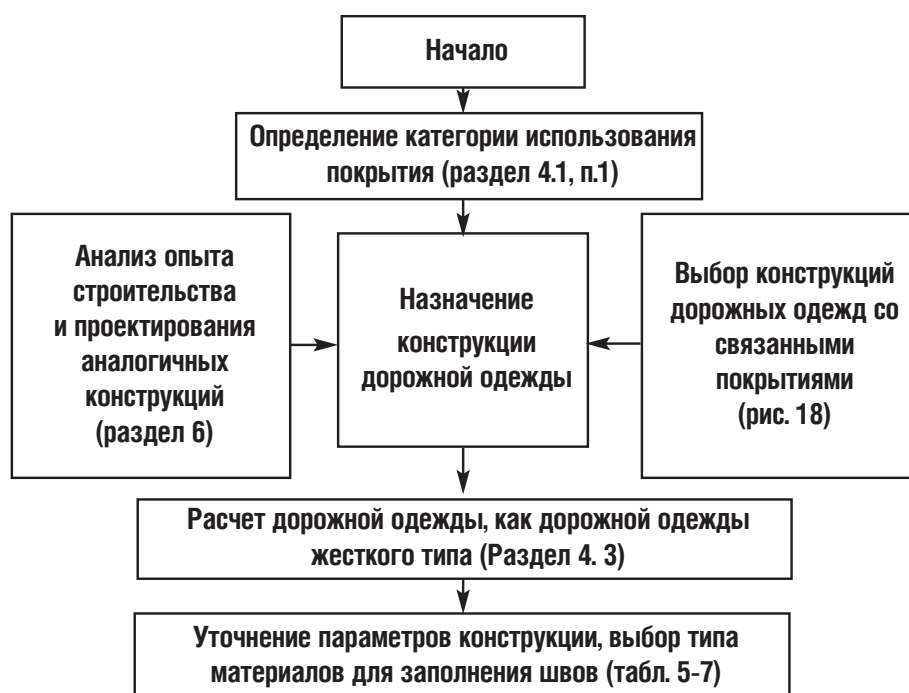 Начало
Определение категории использования
покрытия (раздел 4.1, п.1)
Анализ опыта
строительства
и проектирования
аналогичных
конструкций
(раздел 6)
Назначение
конструкции
дорожной одежды
Выбор конструкций
дорожных одежд со
связанными
покрытиями
(рис. 18)
Расчет дорожной одежды, как дорожной одежды
жесткого типа (Раздел 4. 3)
Уточнение параметров конструкции, выбор типа
материалов для заполнения швов (табл. 5-7)